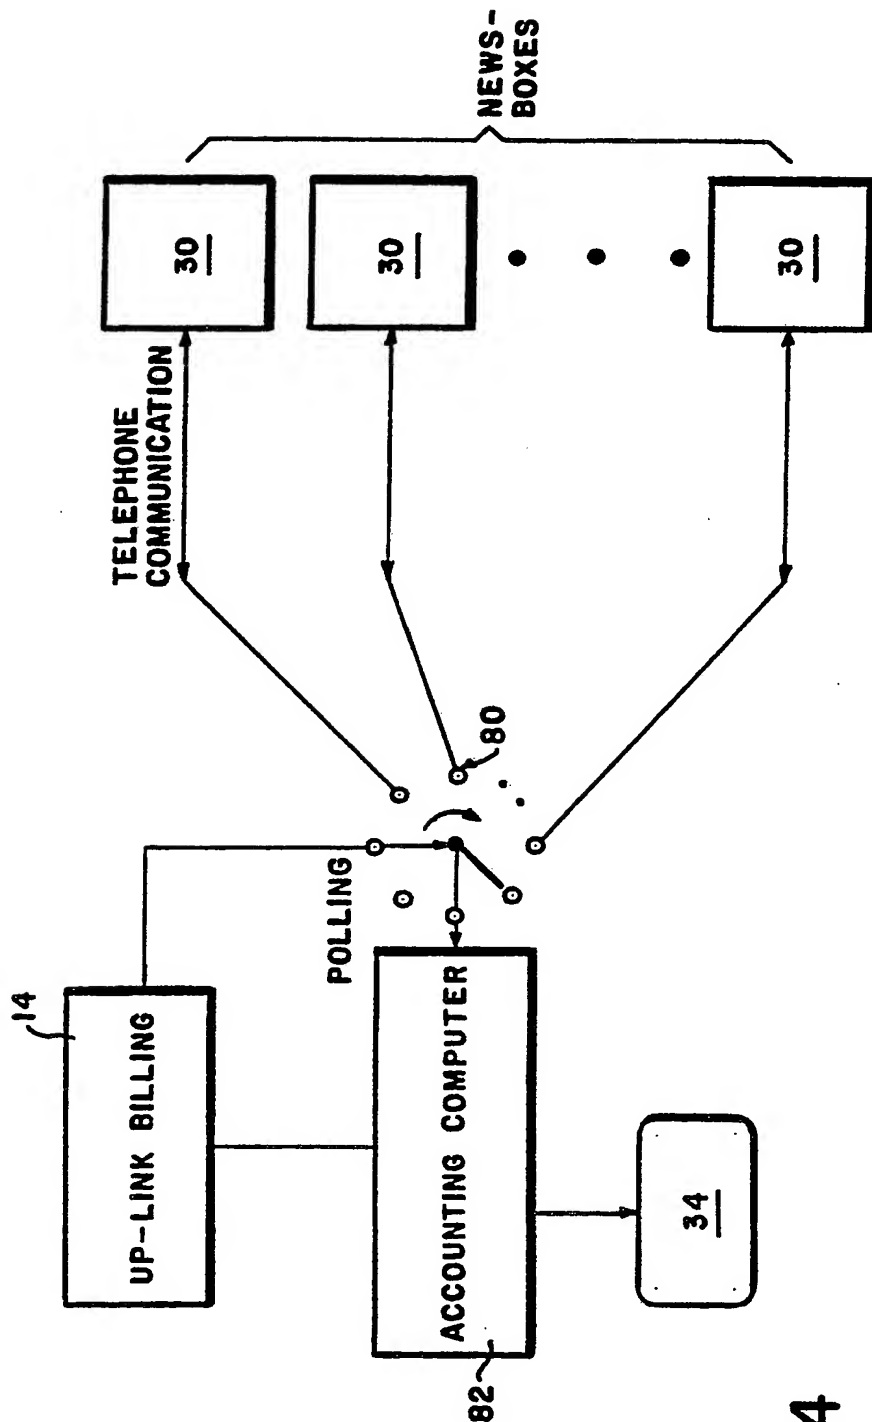 14
UP-LINK BILLING
82
ACCOUNTING COMPUTER
34
POLLING
80
TELEPHONE
COMMUNICATION
30
30
30
NEWS-
BOXES
4